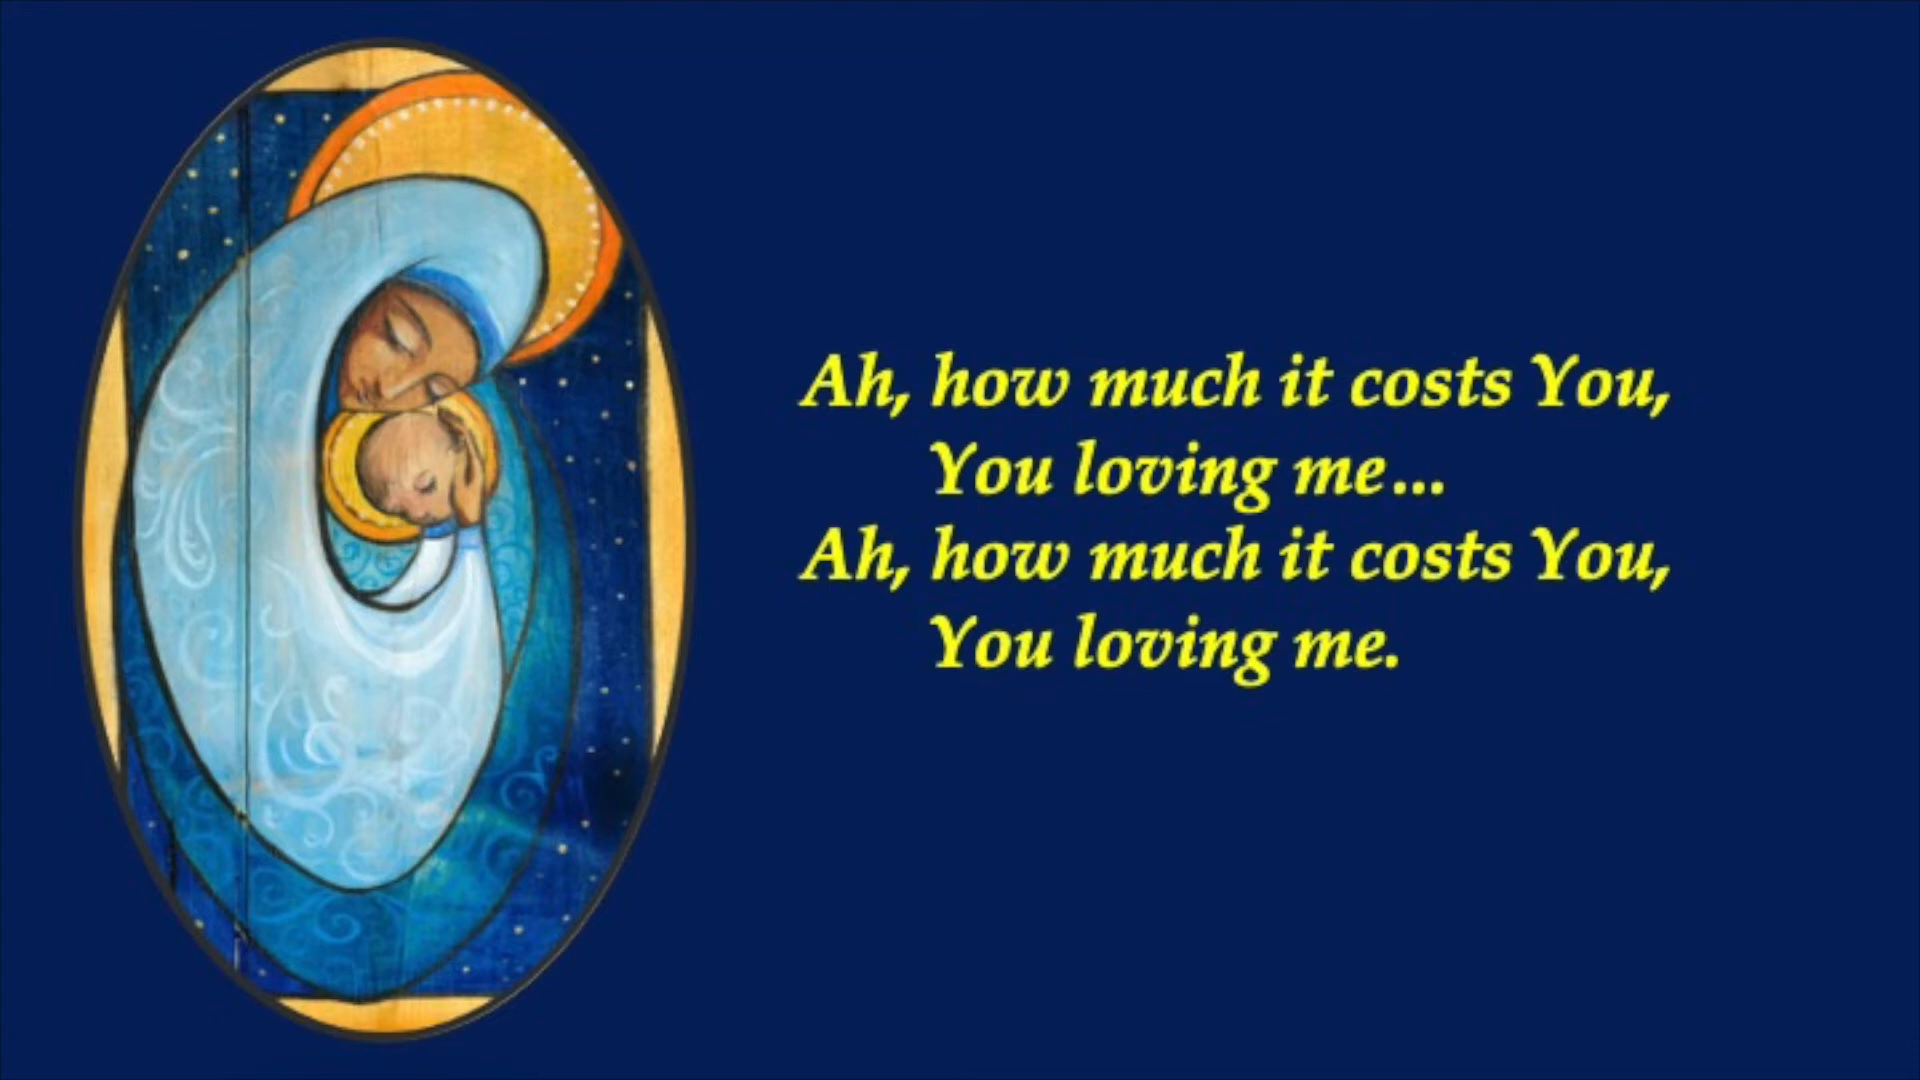 Ah, how much it costs You,
You loving me...
Ah, how much it costs You,
You loving me.